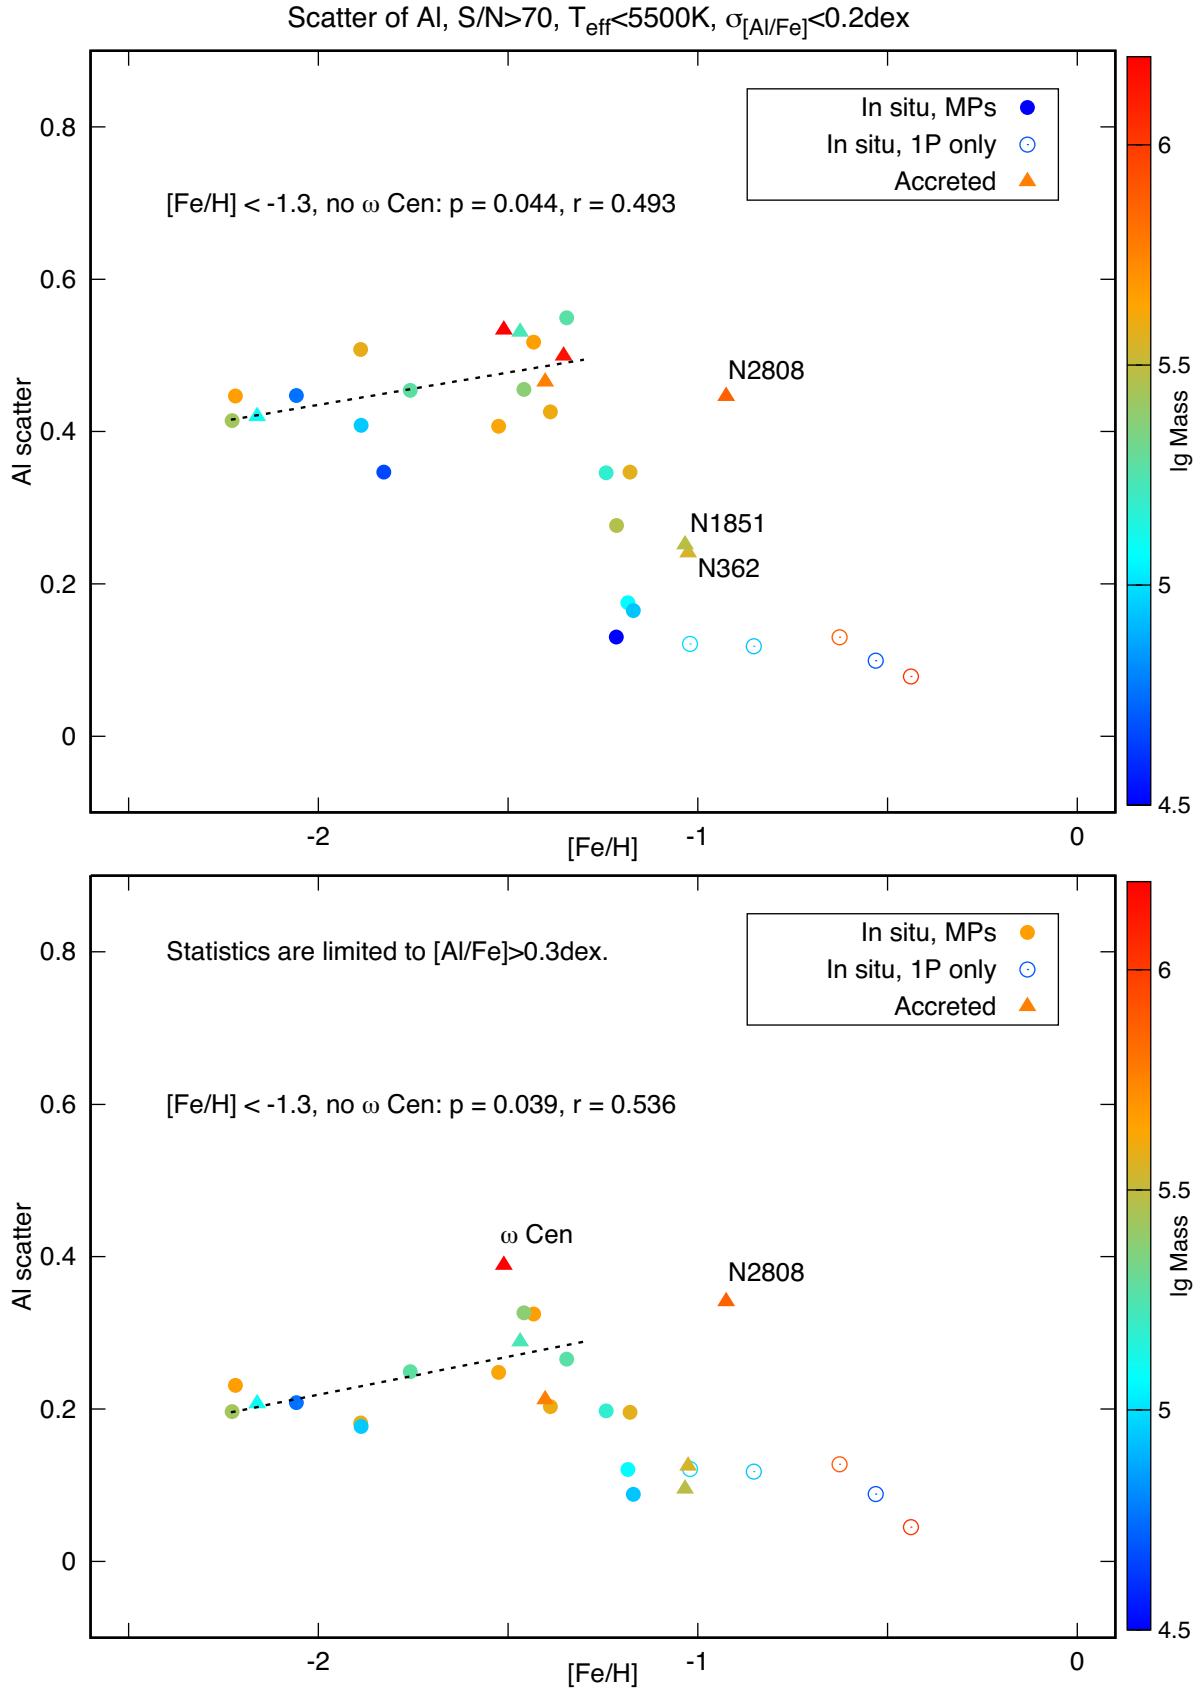 Scatter of Al, S/N>70, T_eff<5500K, σ_[Al/Fe]<0.2dex
In situ, MPs
In situ, 1P only
Accreted
[Fe/H] < -1.3, no ω Cen: p = 0.044, r = 0.493
N2808
N1851
N362
Al scatter
0.8
0.6
0.4
0.2
0
-2
-1
0
[Fe/H]
6
5.5
5
4.5
lg Mass
Statistics are limited to [Al/Fe]>0.3dex.
In situ, MPs
In situ, 1P only
Accreted
[Fe/H] < -1.3, no ω Cen: p = 0.039, r = 0.536
ω Cen
N2808
Al scatter
0.8
0.6
0.4
0.2
0
-2
-1
0
[Fe/H]
6
5.5
5
4.5
lg Mass